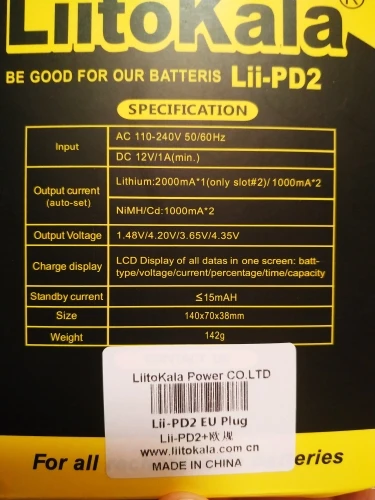 LiitoKala®
BE GOOD FOR OUR BATTERIS Lii-PD2
SPECIFICATION
Input
AC 110-240V 50/60Hz
DC 12V/1A(min.)
Output current
(auto-set)
Lithium:2000mA*1(only slot#2)/1000mA*2
NiMH/Cd:1000mA*2
Output Voltage
1.48V/4.20V/3.65V/4.35V
Charge display
LCD Display of all datas in one screen: batt-
type/voltage/current/percentage/time/capacity
Standby current
≤15mAH
Size
140x70x38mm
Weight
142g
LiitoKala Power CO.LTD
Lii-PD2 EU Plug
Lii-PD2+欧规
www.liitokala.com.cn
MADE IN CHINA
For all